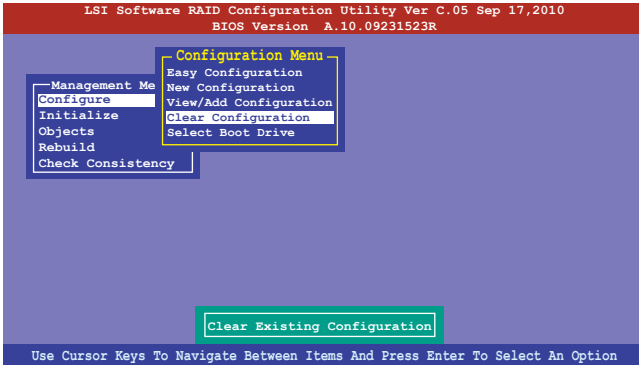 LSI Software RAID Configuration Utility Ver C.05 Sep 17,2010
BIOS Version A.10.09231523R
Management Me
Configure
Initialize
Objects
Rebuild
Check Consistency
Configuration Menu
Easy Configuration
New Configuration
View/Add Configuration
Clear Configuration
Select Boot Drive
Clear Existing Configuration
Use Cursor Keys To Navigate Between Items And Press Enter To Select An Option